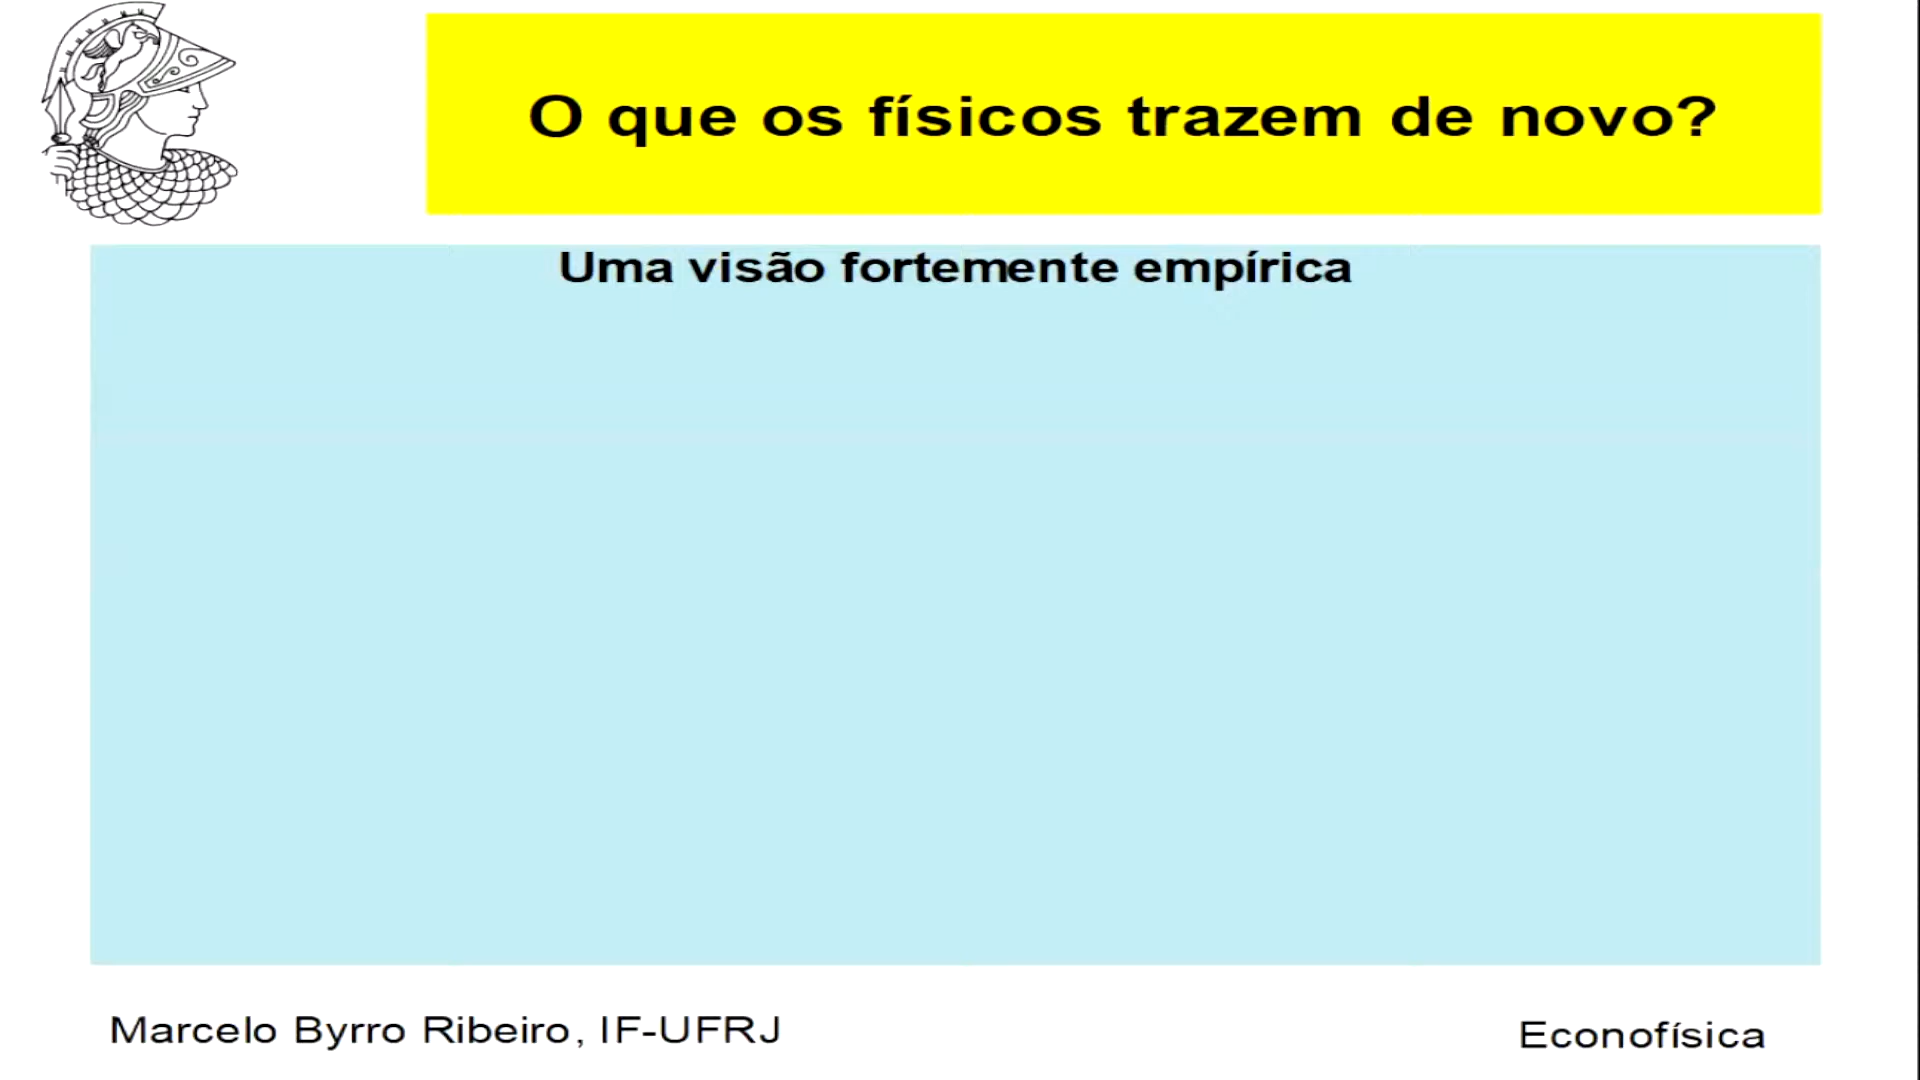 O que os físicos trazem de novo?
Uma visão fortemente empírica
Marcelo Byrro Ribeiro, IF-UFRJ
Econofísica